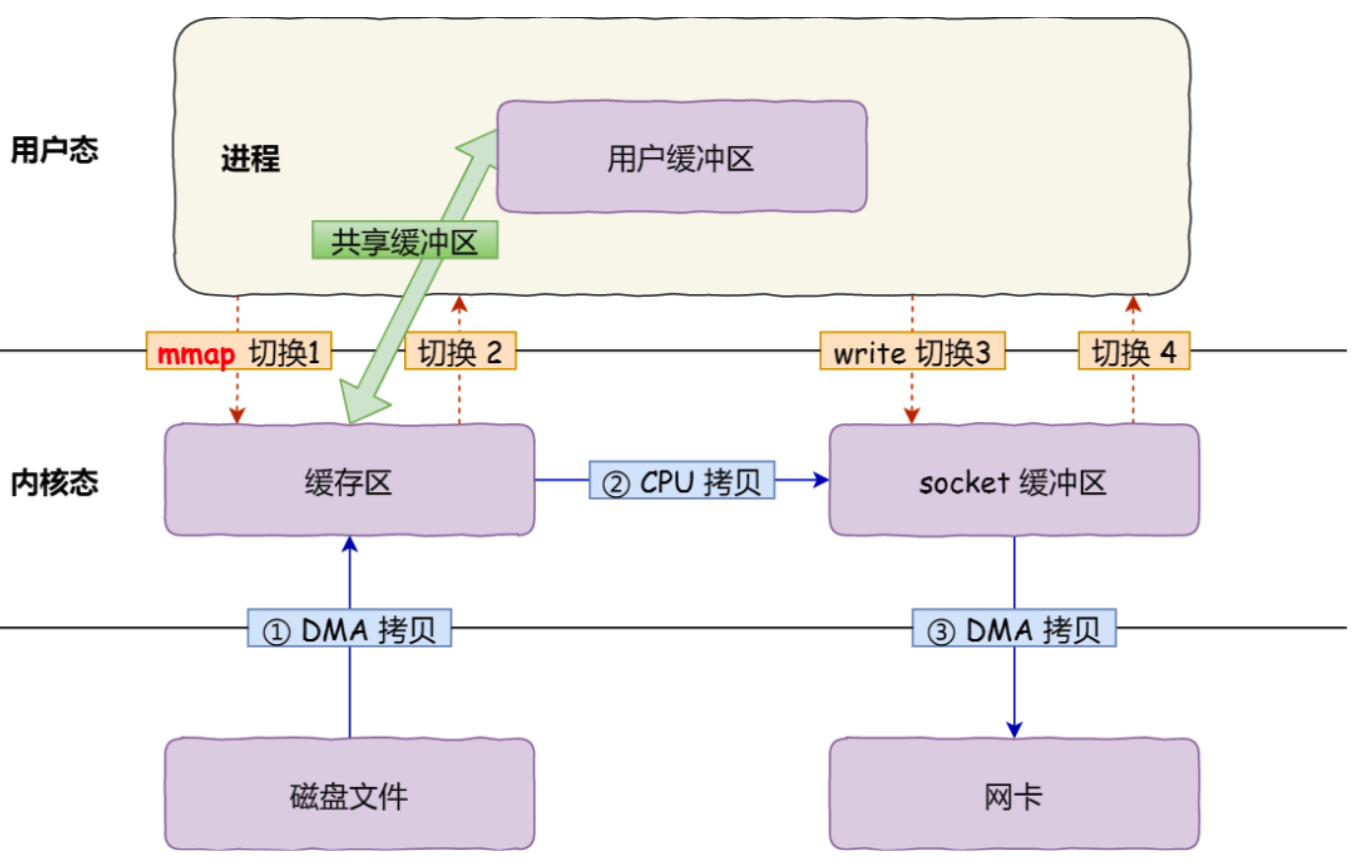 用户态
进程
用户缓冲区
共享缓冲区
mmap 切换1
切换 2
write 切换3
切换 4
内核态
缓存区
② CPU 拷贝
socket 缓冲区
① DMA 拷贝
③ DMA 拷贝
磁盘文件
网卡